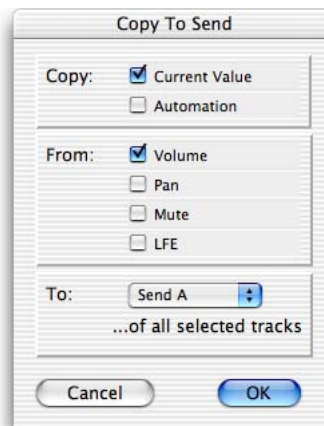 Copy To Send
Copy: Current Value
Automation
From: Volume
Pan
Mute
LFE
To: Send A
...of all selected tracks
Cancel OK